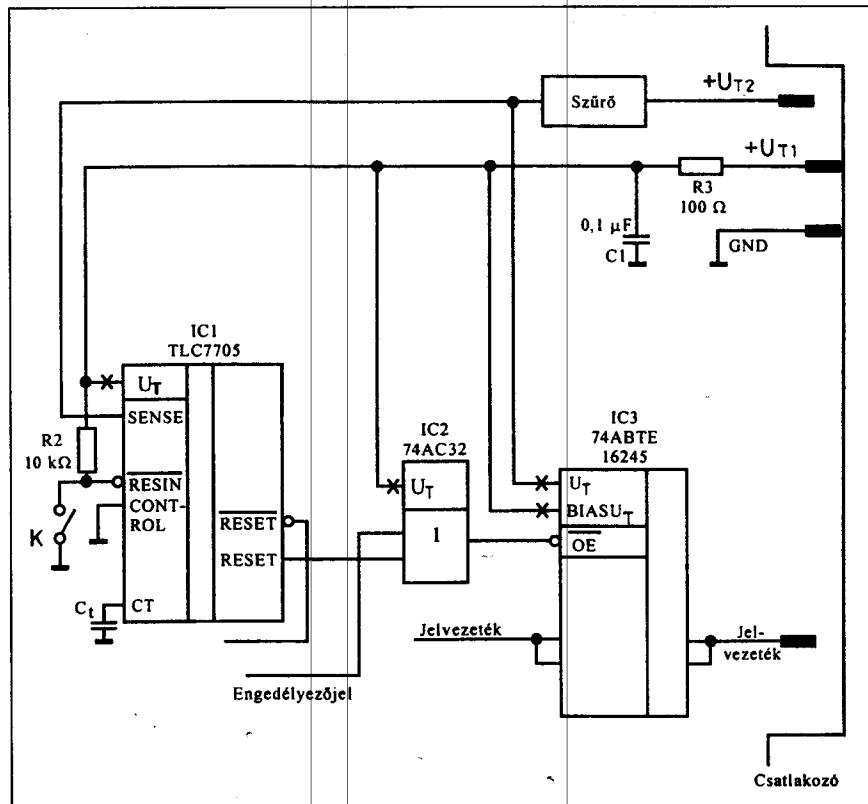 Szűrő
+UT2
+UT1
R3
100 Ω
0,1 µF
C1
GND
IC1
TLC7705
UT
SENSE
R2
10 kΩ
RESIN
CONT-
ROL
K
RESET
RESET
Ct
CT
IC2
74AC32
UT
1
IC3
74ABTE
16245
UT
BIASUT
OE
Jelvezeték
Jel-
vezeték
Engedélyezőjel
Csatlakozó